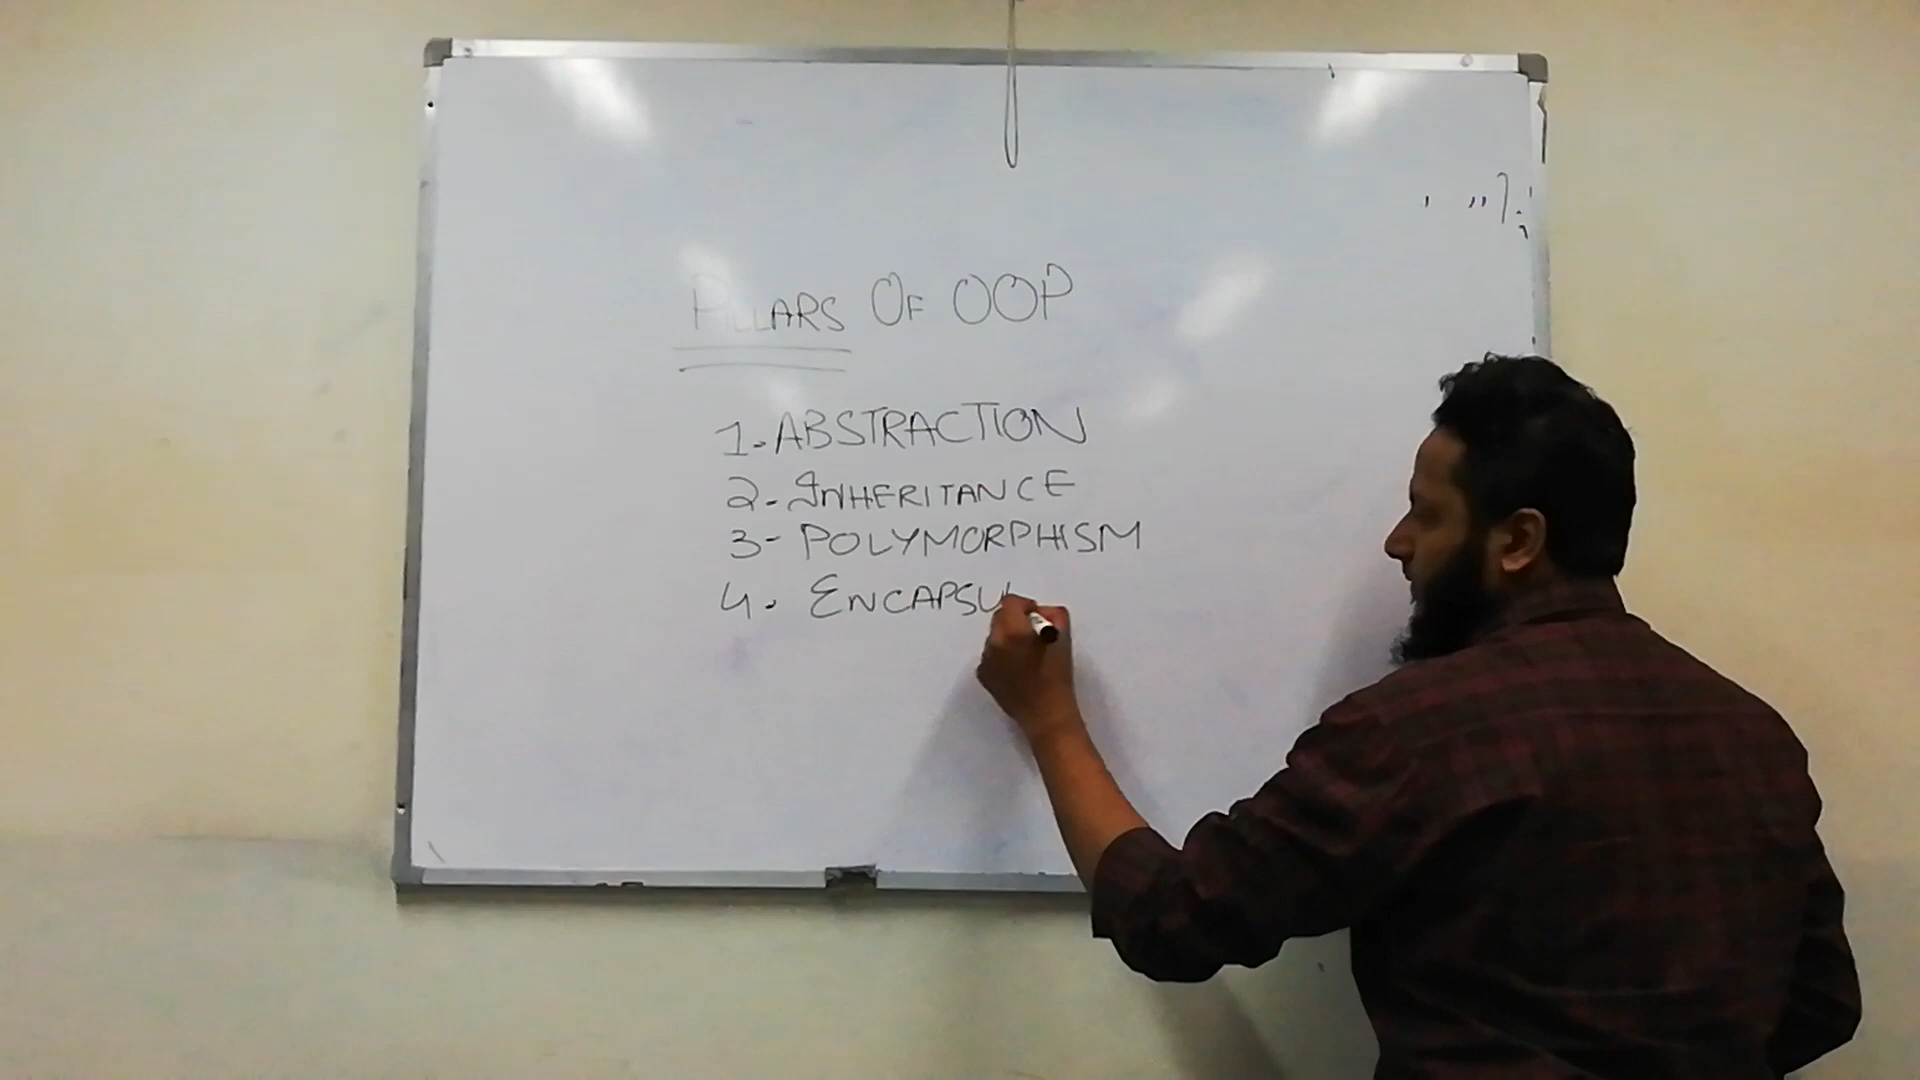 PILLARS OF OOP
1. ABSTRACTION
2- INHERITANCE
3- POLYMORPHISM
4. ENCAPSU